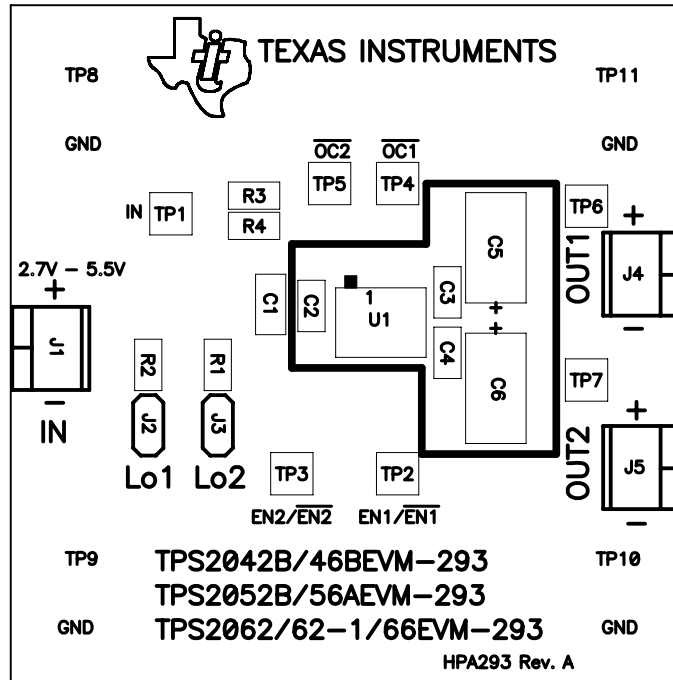 TEXAS INSTRUMENTS
TP8
TP11
GND
GND
OC2
OC1
TP5
TP4
R3
R4
IN
TP1
TP6
OUT1
+
J4
−
C5
2.7V − 5.5V
+
J1
−
IN
C1
C2
1
U1
C3
C4
+
+
C6
R2
R1
J2
J3
Lo1
Lo2
TP7
OUT2
+
J5
−
TP3
TP2
EN2/EN2
EN1/EN1
TP9
TPS2042B/46BEVM−293
TP10
TPS2052B/56AEVM−293
GND
TPS2062/62−1/66EVM−293
GND
HPA293 Rev. A